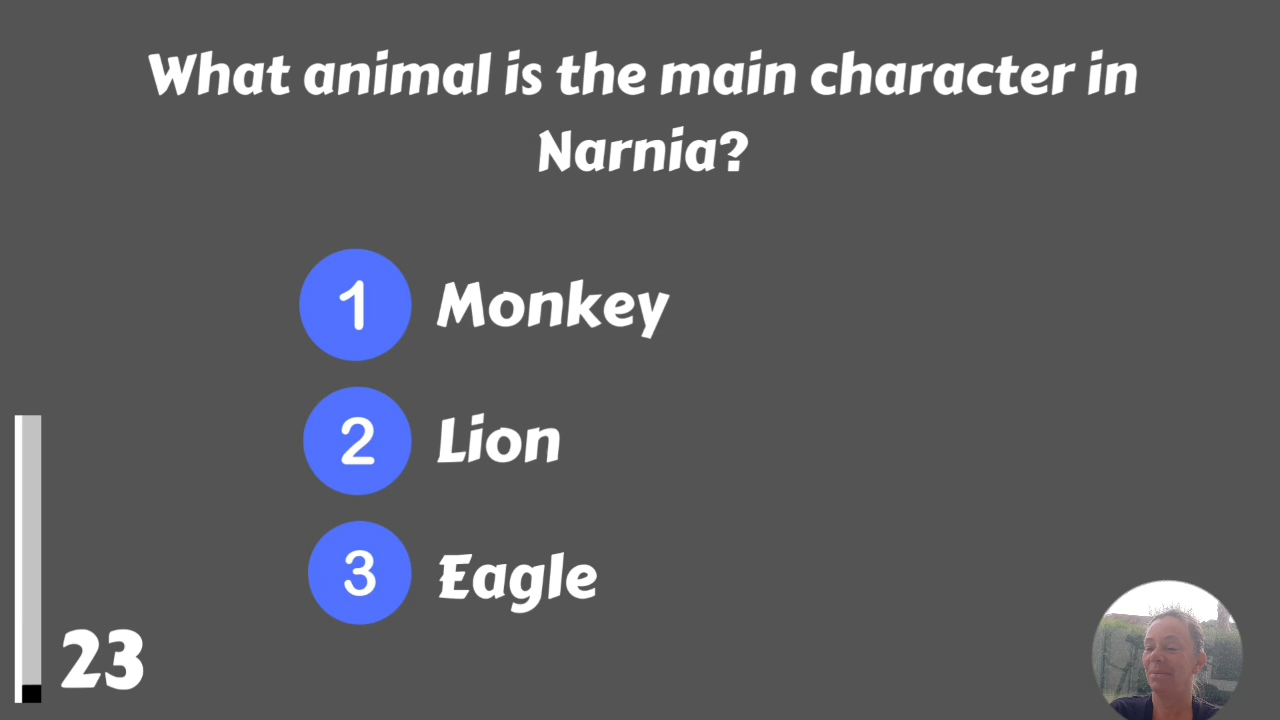 What animal is the main character in
Narnia?
1 Monkey
2 Lion
3 Eagle
23